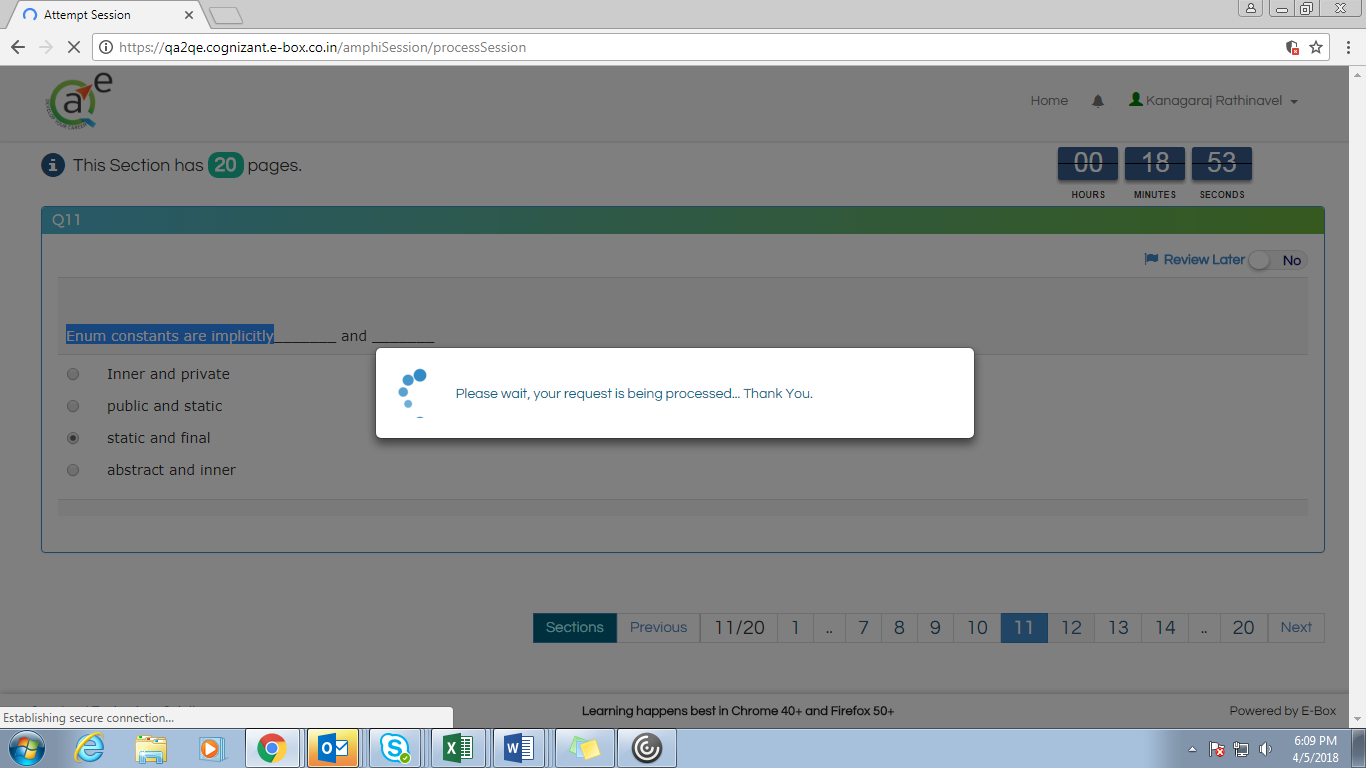 Attempt Session
https://qa2qe.cognizant.e-box.co.in/amphiSession/processSession
a e
Home Kanagaraj Rathinavel
This Section has 20 pages.
00 18 53
HOURS MINUTES SECONDS
Q11
Review Later No
Enum constants are implicitly_______ and _______
Inner and private
public and static
static and final
abstract and inner
Please wait, your request is being processed... Thank You.
Sections Previous 11/20 1 .. 7 8 9 10 11 12 13 14 .. 20 Next
Establishing secure connection...
Learning happens best in Chrome 40+ and Firefox 50+
Powered by E-Box
6:09 PM
4/5/2018